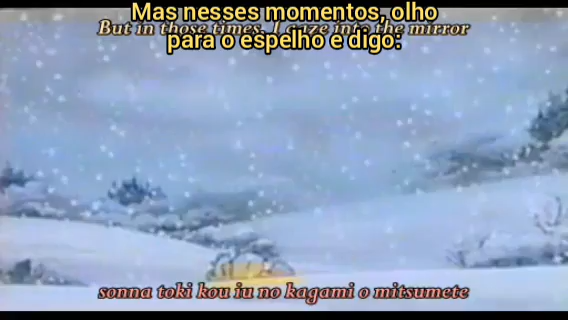 Mas nesses momentos, olho
But in those times, I gaze into the mirror
para o espelho e digo:
sonna toki kou iu no kagami o mitsumete